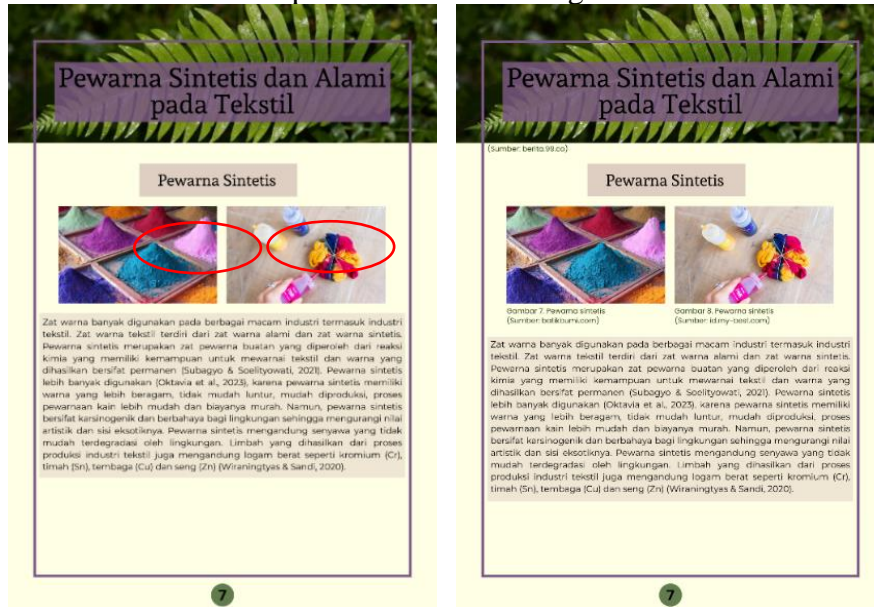 Pewarna Sintetis dan Alami
pada Tekstil
Pewarna Sintetis
Zat warna banyak digunakan pada berbagai macam industri termasuk industri
tekstil. Zat warna tekstil terdiri dari zat warna alami dan zat warna sintetis.
Pewarna sintetis merupakan zat pewarna buatan yang diperoleh dari reaksi
kimia yang memiliki kemampuan untuk mewarnai tekstil dan warna yang
dihasilkan bersifat permanen (Subagyo & Soelityowati, 2021). Pewarna sintetis
lebih banyak digunakan (Oktavia et al., 2023), karena pewarna sintetis memiliki
warna yang lebih beragam, tidak mudah luntur, mudah diproduksi, proses
pewarnaan kain lebih mudah dan biayanya murah. Namun, pewarna sintetis
bersifat karsinogenik dan berbahaya bagi lingkungan sehingga mengurangi nilai
artistik dan sisi eksotiknya. Pewarna sintetis mengandung senyawa yang tidak
mudah terdegradasi oleh lingkungan. Limbah yang dihasilkan dari proses
produksi industri tekstil juga mengandung logam berat seperti kromium (Cr),
timah (Sn), tembaga (Cu) dan seng (Zn) (Wiraningtyas & Sandi, 2020).
7
Pewarna Sintetis dan Alami
pada Tekstil
(Sumber: berita.99.co)
Pewarna Sintetis
Gambar 7. Pewarna sintetis
(Sumber: batikbumi.com)
Gambar 8. Pewarna sintetis
(Sumber: id.my-best.com)
Zat warna banyak digunakan pada berbagai macam industri termasuk industri
tekstil. Zat warna tekstil terdiri dari zat warna alami dan zat warna sintetis.
Pewarna sintetis merupakan zat pewarna buatan yang diperoleh dari reaksi
kimia yang memiliki kemampuan untuk mewarnai tekstil dan warna yang
dihasilkan bersifat permanen (Subagyo & Soelityowati, 2021). Pewarna sintetis
lebih banyak digunakan (Oktavia et al., 2023), karena pewarna sintetis memiliki
warna yang lebih beragam, tidak mudah luntur, mudah diproduksi, proses
pewarnaan kain lebih mudah dan biayanya murah. Namun, pewarna sintetis
bersifat karsinogenik dan berbahaya bagi lingkungan sehingga mengurangi nilai
artistik dan sisi eksotiknya. Pewarna sintetis mengandung senyawa yang tidak
mudah terdegradasi oleh lingkungan. Limbah yang dihasilkan dari proses
produksi industri tekstil juga mengandung logam berat seperti kromium (Cr),
timah (Sn), tembaga (Cu) dan seng (Zn) (Wiraningtyas & Sandi, 2020).
7